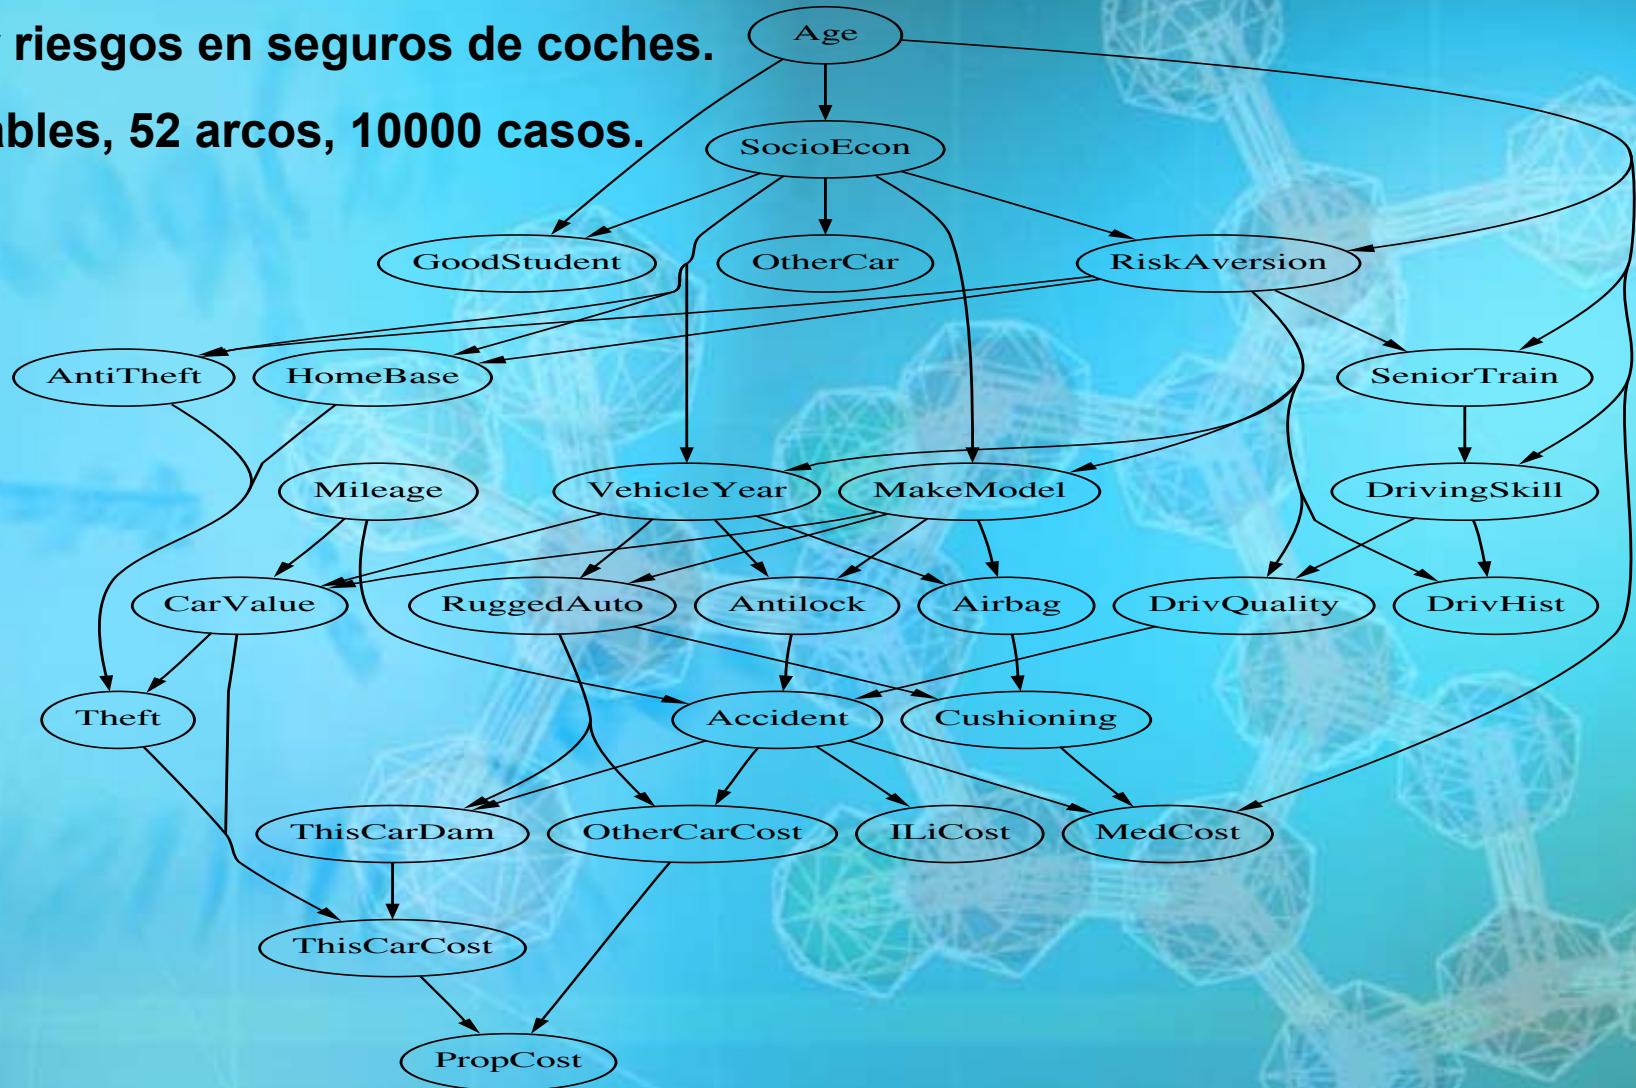 riesgos en seguros de coches.
ables, 52 arcos, 10000 casos.
Age
SocioEcon
GoodStudent OtherCar RiskAversion
AntiTheft HomeBase SeniorTrain
Mileage VehicleYear MakeModel DrivingSkill
CarValue RuggedAuto Antilock Airbag DrivQuality DrivHist
Theft Accident Cushioning
ThisCarDam OtherCarCost ILiCost MedCost
ThisCarCost
PropCost